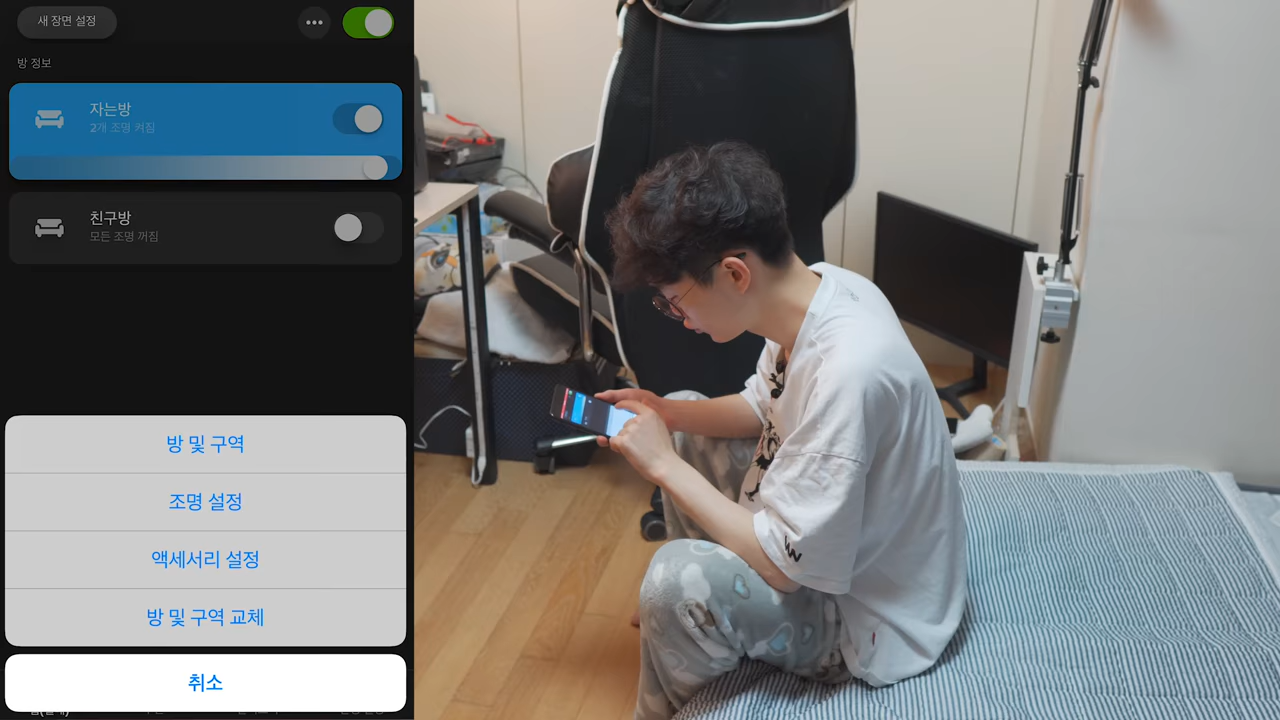 새 장면 설정
방 정보
자는방
2개 조명 켜짐
친구방
모든 조명 꺼짐
방 및 구역
조명 설정
액세서리 설정
방 및 구역 교체
취소